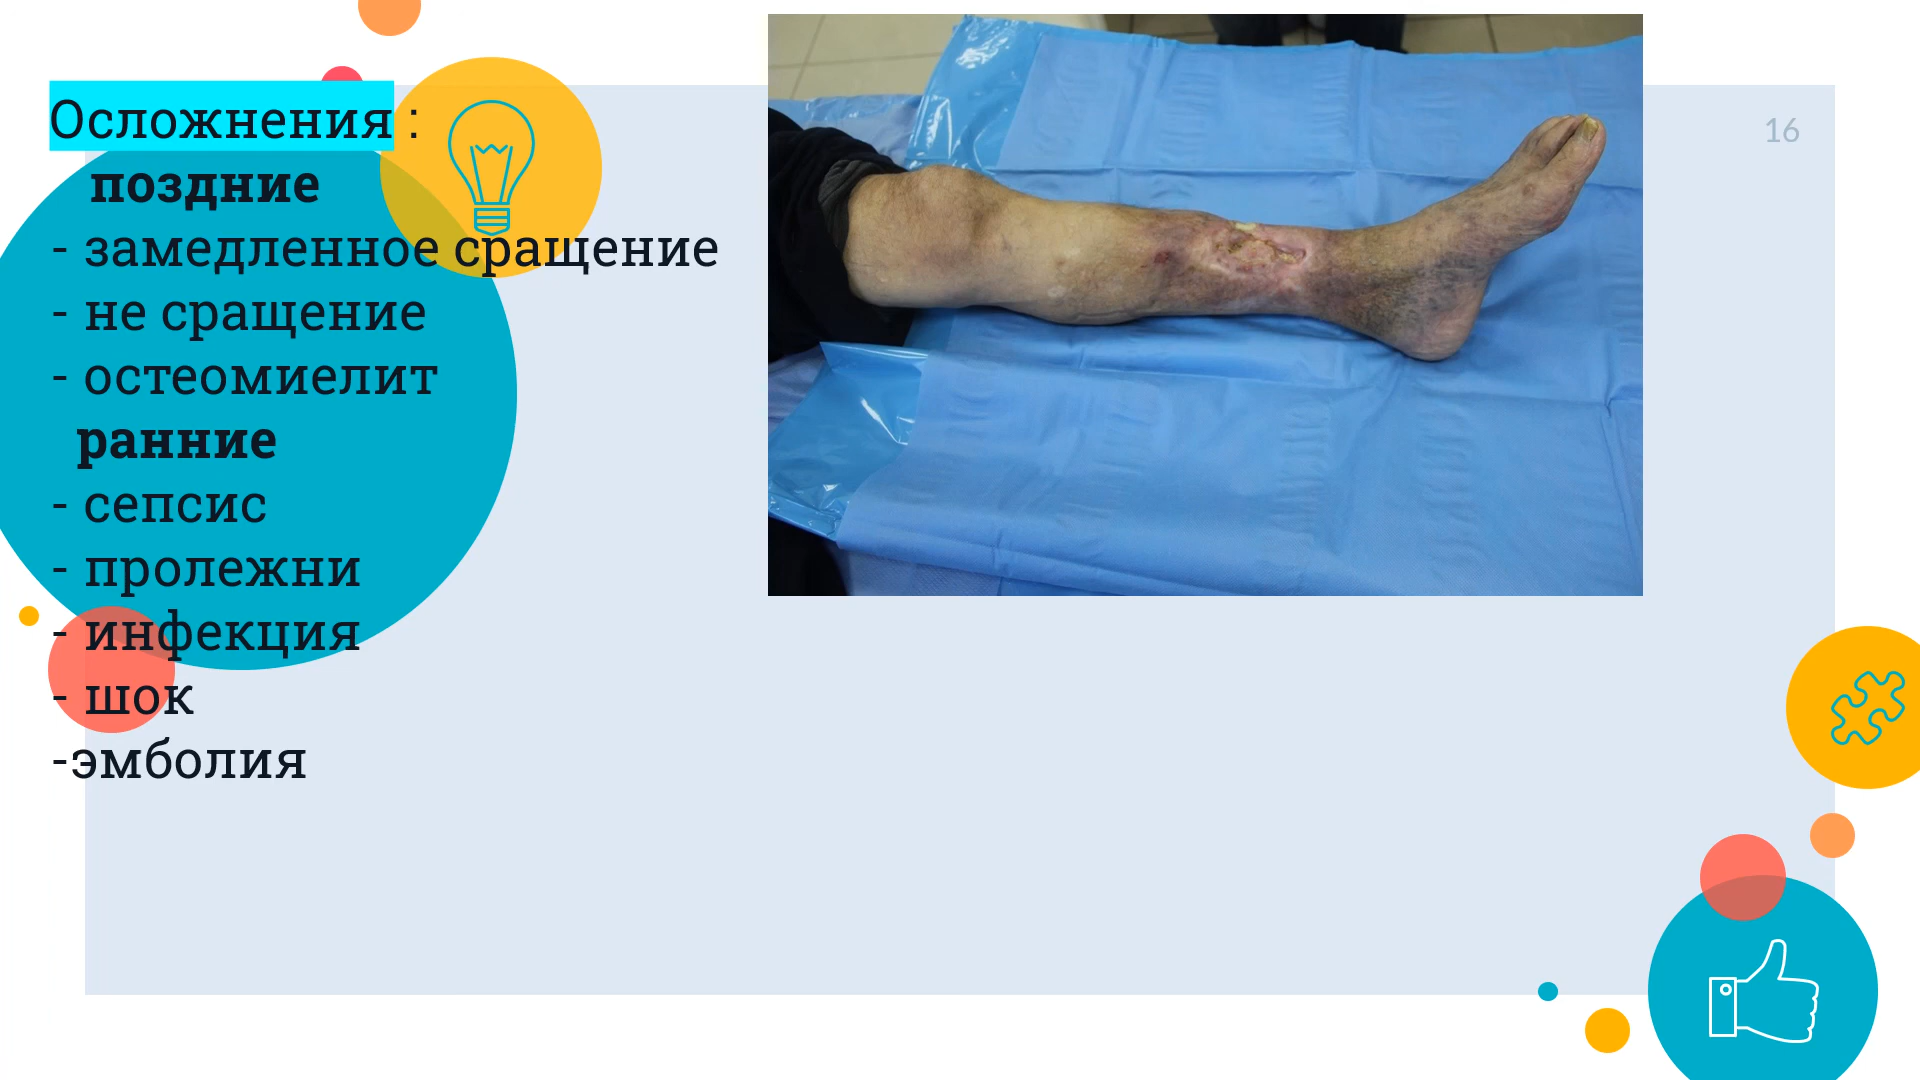 Осложнения :
поздние
- замедленное сращение
- не сращение
- остеомиелит
ранние
- сепсис
- пролежни
- инфекция
- шок
-эмболия
16